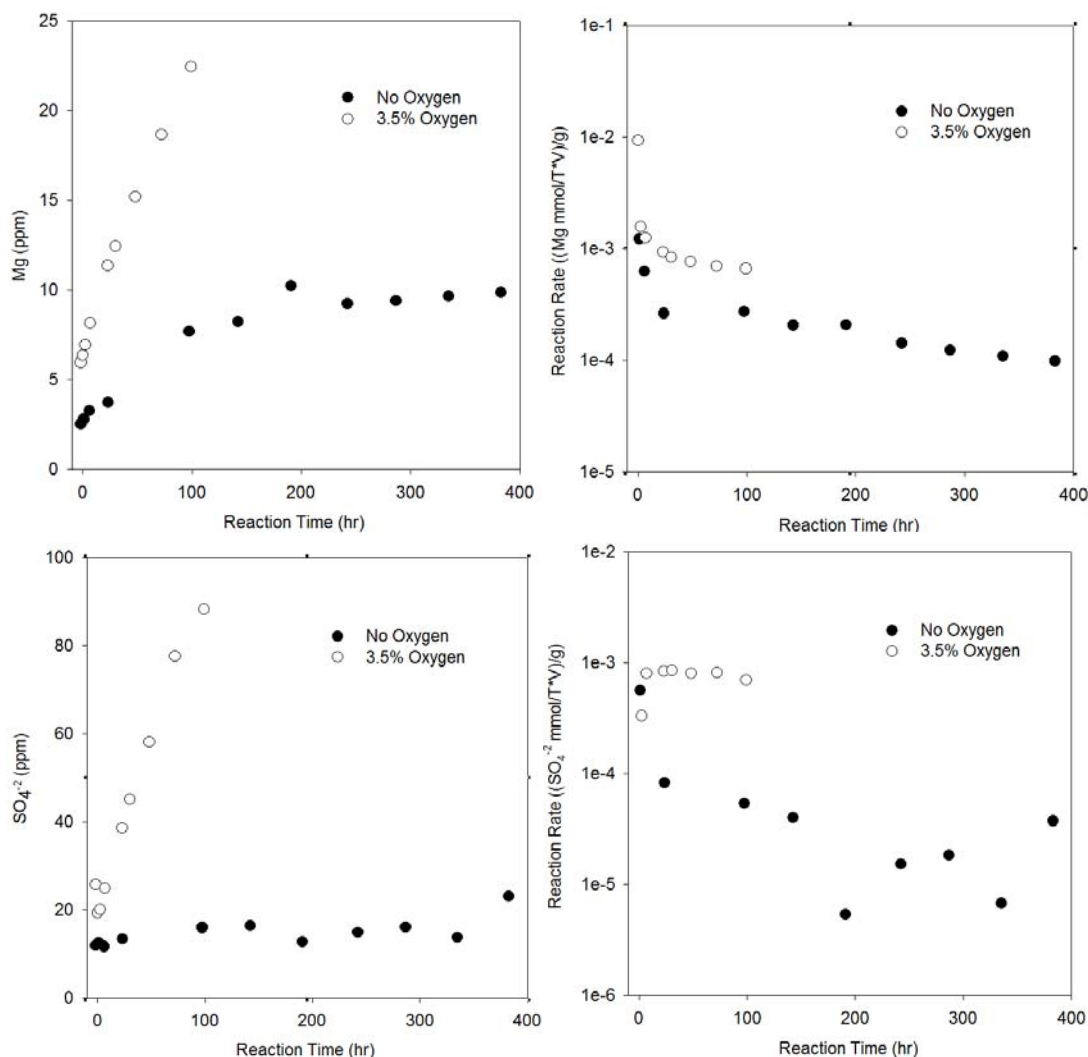 25
20
15
10
5
0
Mg (ppm)
No Oxygen
3.5% Oxygen
0 100 200 300 400
Reaction Time (hr)
1e-1
1e-2
1e-3
1e-4
1e-5
Reaction Rate ((Mg mmol/T*V)/g)
No Oxygen
3.5% Oxygen
0 100 200 300 400
Reaction Time (hr)
100
80
60
40
20
0
SO4-2 (ppm)
No Oxygen
3.5% Oxygen
0 100 200 300 400
Reaction Time (hr)
1e-2
1e-3
1e-4
1e-5
1e-6
Reaction Rate ((SO4-2 mmol/T*V)/g)
No Oxygen
3.5% Oxygen
0 100 200 300 400
Reaction Time (hr)